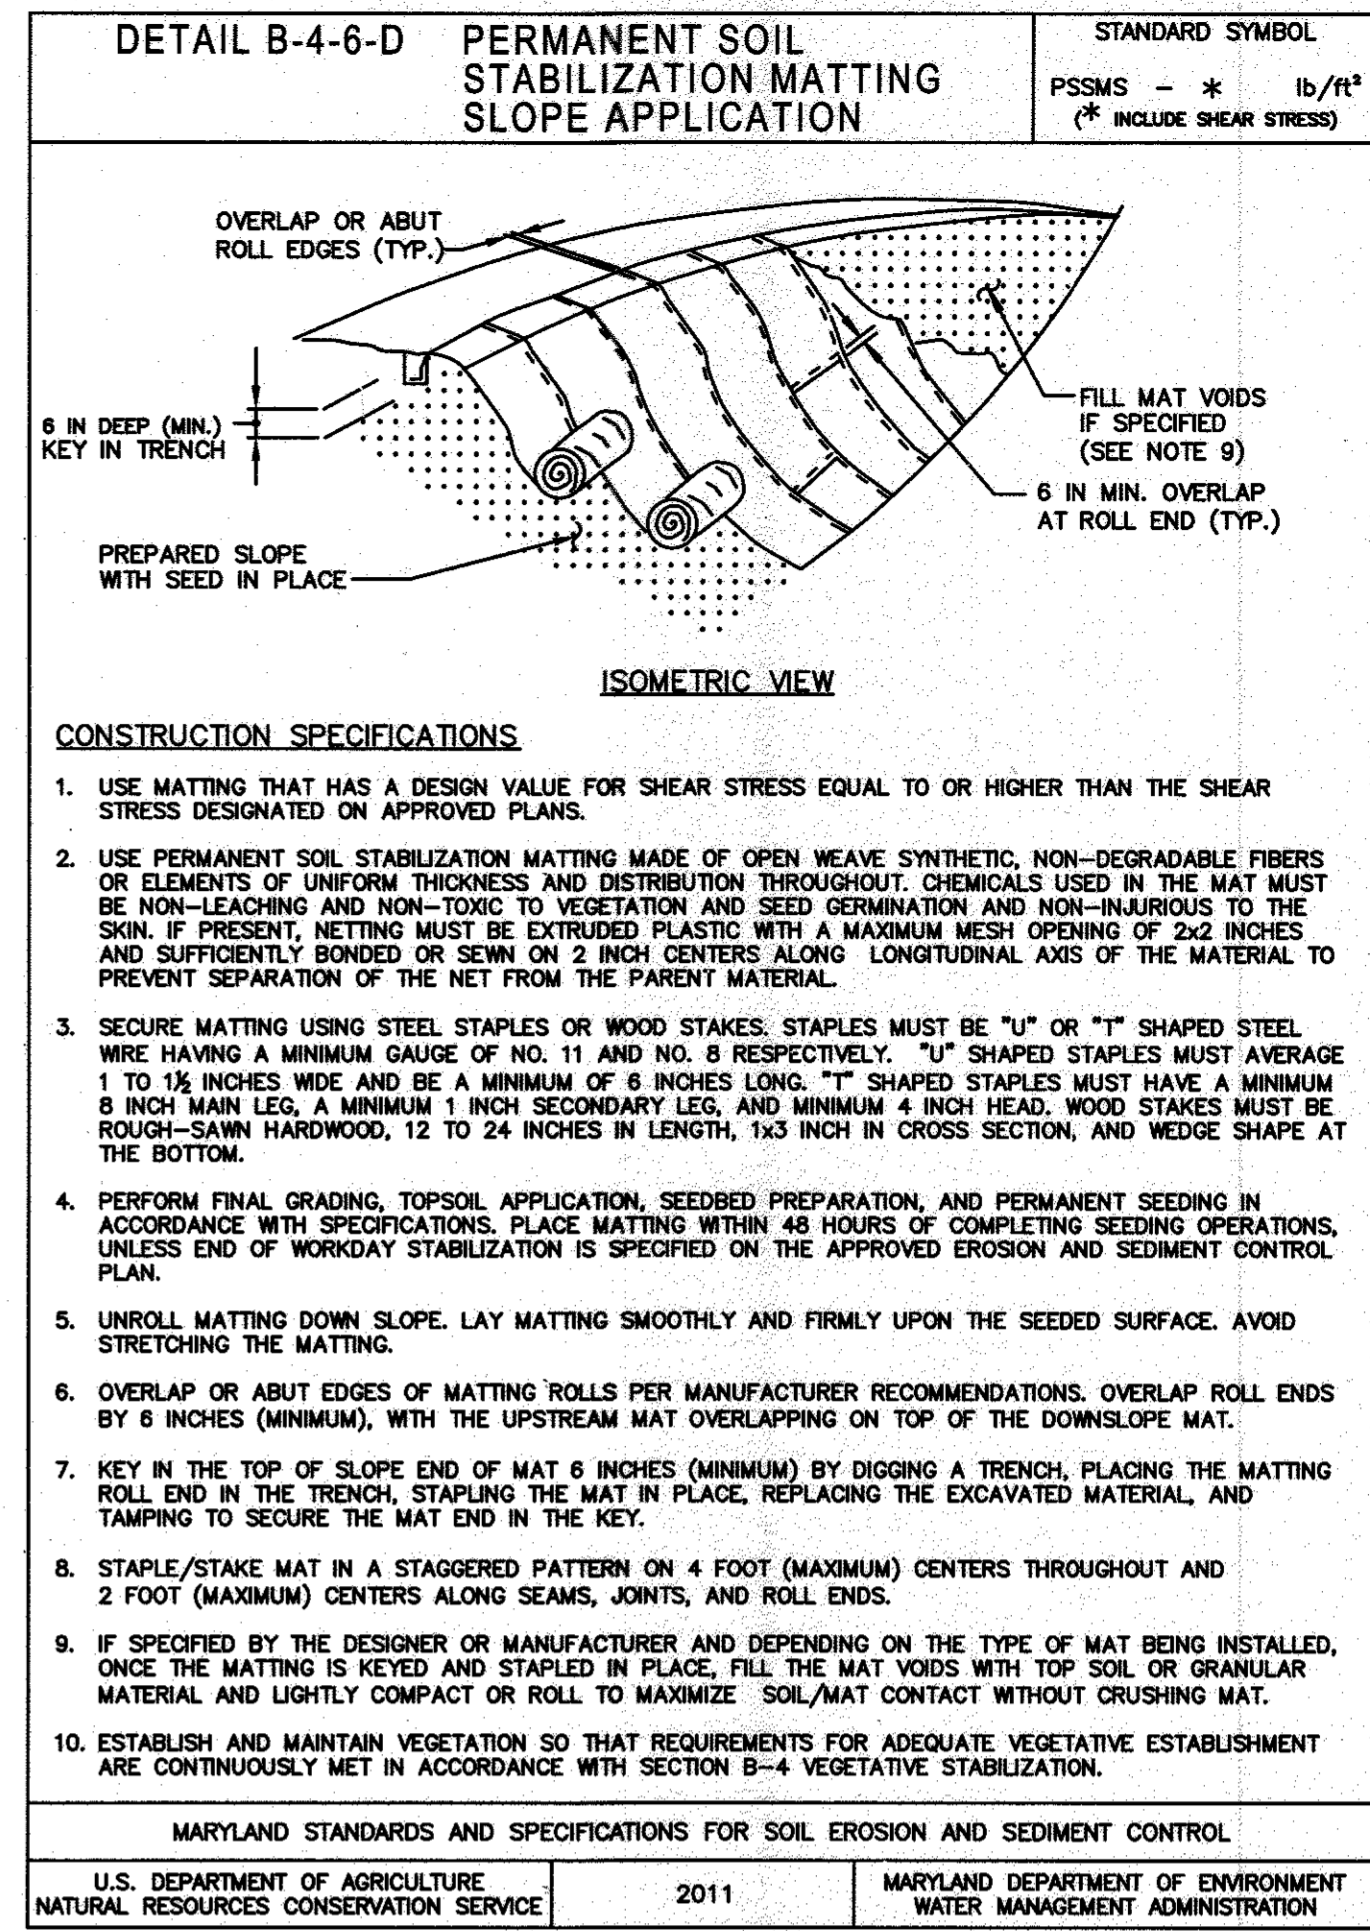 DETAIL B-4-6-D
PERMANENT SOIL
STABILIZATION MATTING
SLOPE APPLICATION
STANDARD SYMBOL
PSSMS - * lb/ft²
(* INCLUDE SHEAR STRESS)
OVERLAP OR ABUT
ROLL EDGES (TYP.)
6 IN DEEP (MIN.)
KEY IN TRENCH
PREPARED SLOPE
WITH SEED IN PLACE
FILL MAT VOIDS
IF SPECIFIED
(SEE NOTE 9)
6 IN MIN. OVERLAP
AT ROLL END (TYP.)
ISOMETRIC VIEW
CONSTRUCTION SPECIFICATIONS
1. USE MATTING THAT HAS A DESIGN VALUE FOR SHEAR STRESS EQUAL TO OR HIGHER THAN THE SHEAR
STRESS DESIGNATED ON APPROVED PLANS.
2. USE PERMANENT SOIL STABILIZATION MATTING MADE OF OPEN WEAVE SYNTHETIC, NON-DEGRADABLE FIBERS
OR ELEMENTS OF UNIFORM THICKNESS AND DISTRIBUTION THROUGHOUT. CHEMICALS USED IN THE MAT MUST
BE NON-LEACHING AND NON-TOXIC TO VEGETATION AND SEED GERMINATION AND NON-INJURIOUS TO THE
SKIN. IF PRESENT, NETTING MUST BE EXTRUDED PLASTIC WITH A MAXIMUM MESH OPENING OF 2x2 INCHES
AND SUFFICIENTLY BONDED OR SEWN ON 2 INCH CENTERS ALONG LONGITUDINAL AXIS OF THE MATERIAL TO
PREVENT SEPARATION OF THE NET FROM THE PARENT MATERIAL.
3. SECURE MATTING USING STEEL STAPLES OR WOOD STAKES. STAPLES MUST BE "U" OR "T" SHAPED STEEL
WIRE HAVING A MINIMUM GAUGE OF NO. 11 AND NO. 8 RESPECTIVELY. "U" SHAPED STAPLES MUST AVERAGE
1 TO 1½ INCHES WIDE AND BE A MINIMUM OF 6 INCHES LONG. "T" SHAPED STAPLES MUST HAVE A MINIMUM
8 INCH MAIN LEG, A MINIMUM 1 INCH SECONDARY LEG, AND MINIMUM 4 INCH HEAD. WOOD STAKES MUST BE
ROUGH-SAWN HARDWOOD, 12 TO 24 INCHES IN LENGTH, 1x3 INCH IN CROSS SECTION, AND WEDGE SHAPE AT
THE BOTTOM.
4. PERFORM FINAL GRADING, TOPSOIL APPLICATION, SEEDBED PREPARATION, AND PERMANENT SEEDING IN
ACCORDANCE WITH SPECIFICATIONS. PLACE MATTING WITHIN 48 HOURS OF COMPLETING SEEDING OPERATIONS,
UNLESS END OF WORKDAY STABILIZATION IS SPECIFIED ON THE APPROVED EROSION AND SEDIMENT CONTROL
PLAN.
5. UNROLL MATTING DOWN SLOPE. LAY MATTING SMOOTHLY AND FIRMLY UPON THE SEEDED SURFACE. AVOID
STRETCHING THE MATTING.
6. OVERLAP OR ABUT EDGES OF MATTING ROLLS PER MANUFACTURER RECOMMENDATIONS. OVERLAP ROLL ENDS
BY 6 INCHES (MINIMUM), WITH THE UPSTREAM MAT OVERLAPPING ON TOP OF THE DOWNSLOPE MAT.
7. KEY IN THE TOP OF SLOPE END OF MAT 6 INCHES (MINIMUM) BY DIGGING A TRENCH, PLACING THE MATTING
ROLL END IN THE TRENCH, STAPLING THE MAT IN PLACE, REPLACING THE EXCAVATED MATERIAL, AND
TAMPING TO SECURE THE MAT END IN THE KEY.
8. STAPLE/STAKE MAT IN A STAGGERED PATTERN ON 4 FOOT (MAXIMUM) CENTERS THROUGHOUT AND
2 FOOT (MAXIMUM) CENTERS ALONG SEAMS, JOINTS, AND ROLL ENDS.
9. IF SPECIFIED BY THE DESIGNER OR MANUFACTURER AND DEPENDING ON THE TYPE OF MAT BEING INSTALLED,
ONCE THE MATTING IS KEYED AND STAPLED IN PLACE, FILL THE MAT VOIDS WITH TOP SOIL OR GRANULAR
MATERIAL AND LIGHTLY COMPACT OR ROLL TO MAXIMIZE SOIL/MAT CONTACT WITHOUT CRUSHING MAT.
10. ESTABLISH AND MAINTAIN VEGETATION SO THAT REQUIREMENTS FOR ADEQUATE VEGETATIVE ESTABLISHMENT
ARE CONTINUOUSLY MET IN ACCORDANCE WITH SECTION B-4 VEGETATIVE STABILIZATION.
MARYLAND STANDARDS AND SPECIFICATIONS FOR SOIL EROSION AND SEDIMENT CONTROL
U.S. DEPARTMENT OF AGRICULTURE
NATURAL RESOURCES CONSERVATION SERVICE
2011
MARYLAND DEPARTMENT OF ENVIRONMENT
WATER MANAGEMENT ADMINISTRATION